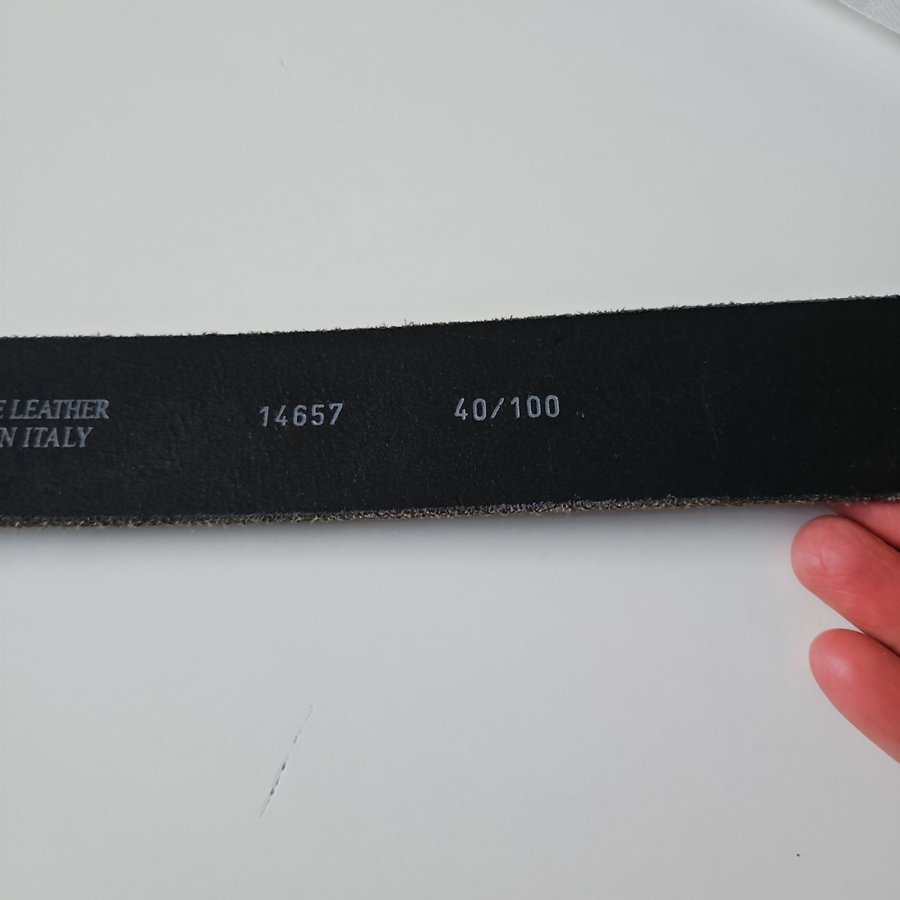 E LEATHER
N ITALY
14657
40/100